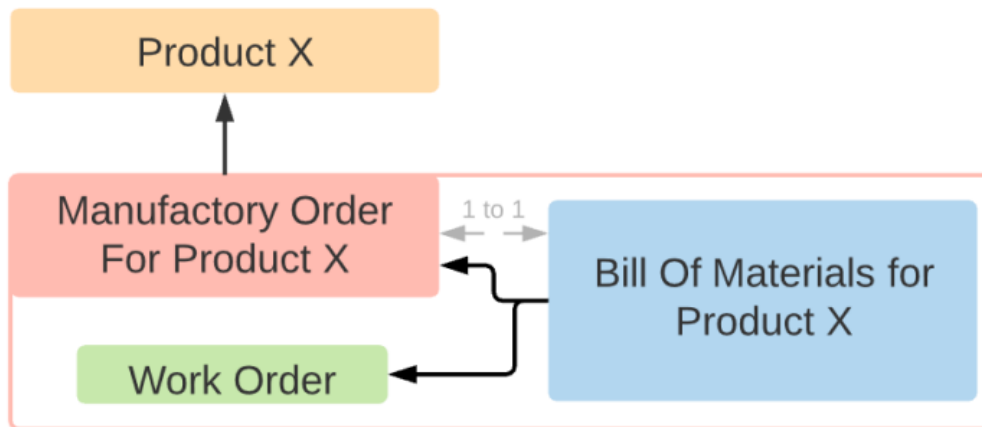 Product X
Manufactory Order
For Product X
1 to 1
Bill Of Materials for
Product X
Work Order